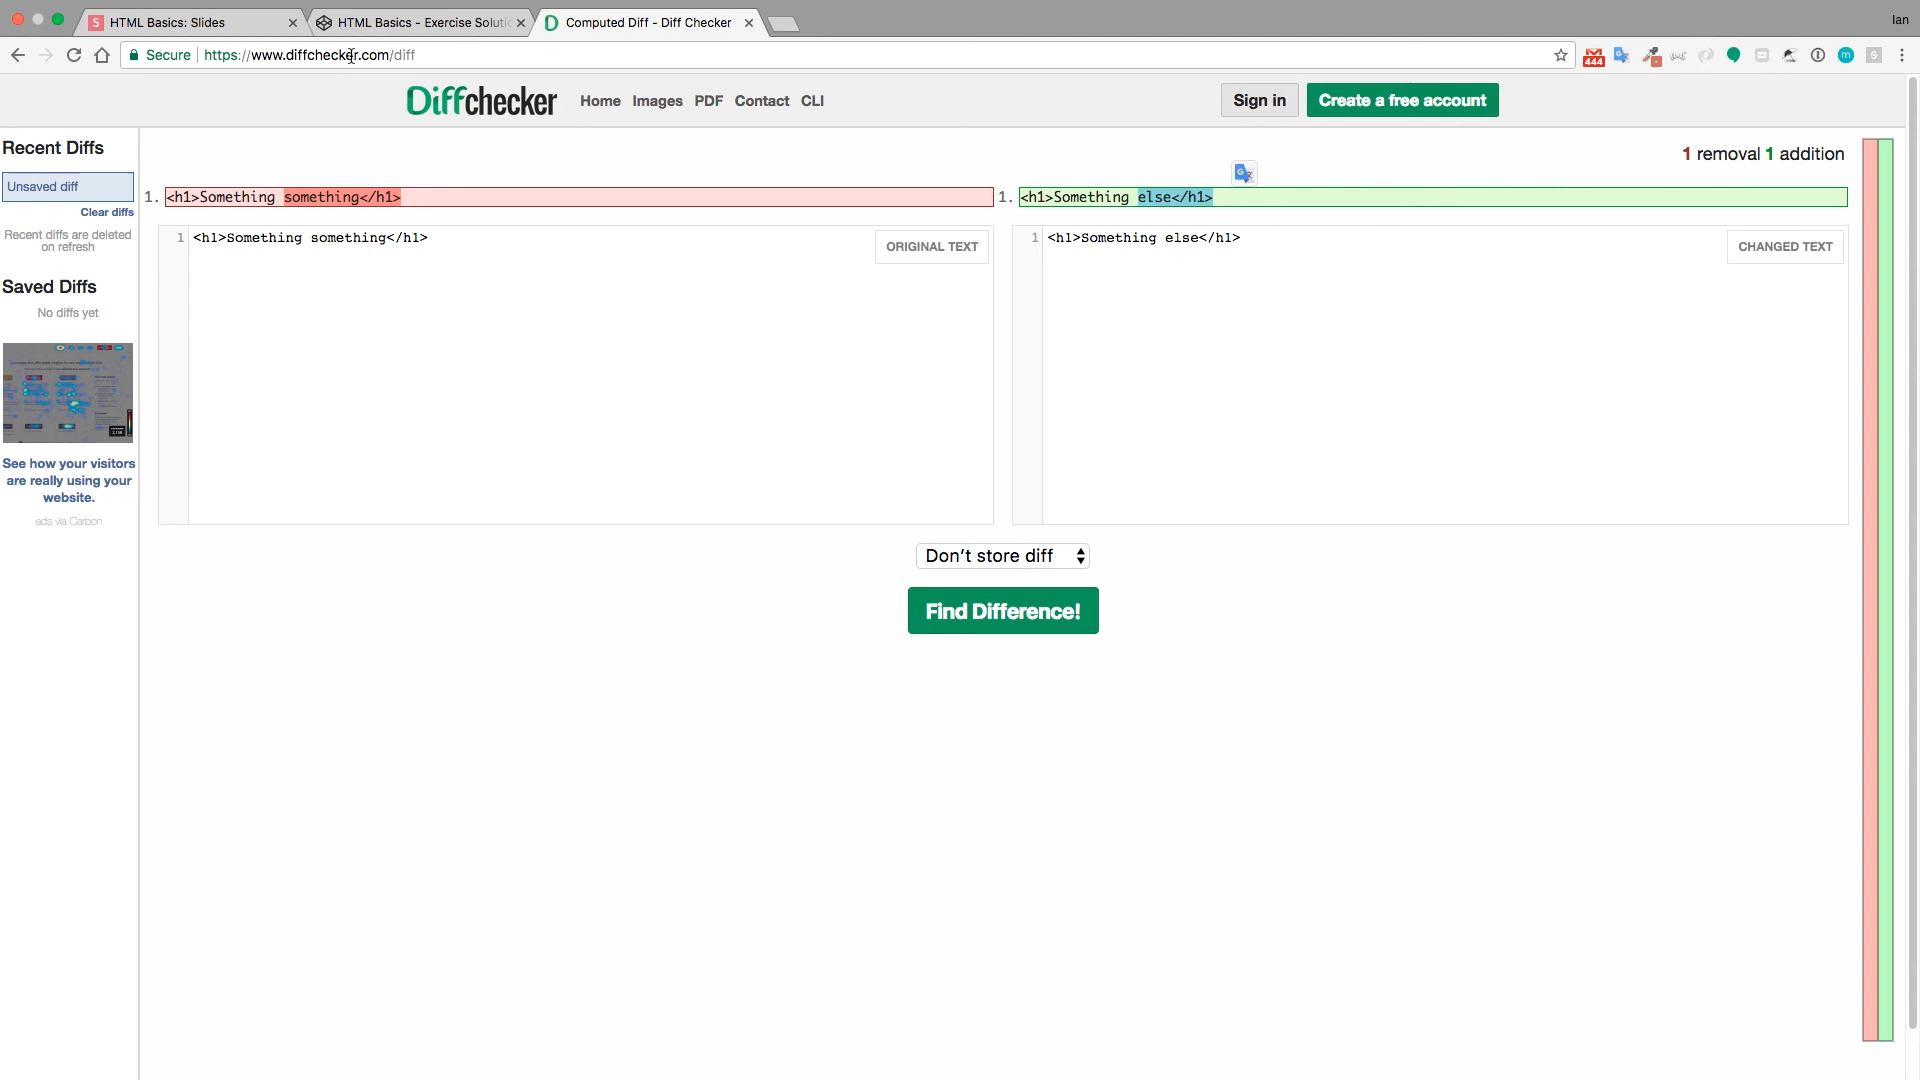 HTML Basics: Slides
HTML Basics - Exercise Soluti
Computed Diff - Diff Checker
Ian
Secure
https://www.diffchecker.com/diff
444
Diffchecker
Home
Images
PDF
Contact
CLI
Sign in
Create a free account
Recent Diffs
Unsaved diff
Clear diffs
Recent diffs are deleted
on refresh
Saved Diffs
No diffs yet
See how your visitors
are really using your
website.
ads via Carbon
1 removal 1 addition
1. <h1>Something something</h1>
1. <h1>Something else</h1>
1 <h1>Something something</h1>
ORIGINAL TEXT
1 <h1>Something else</h1>
CHANGED TEXT
Don't store diff
Find Difference!